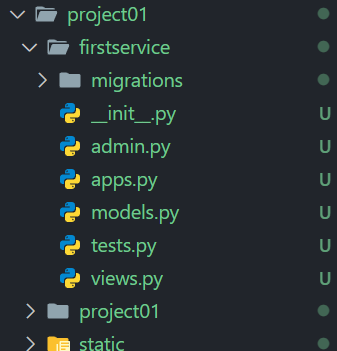 project01
firstservice
migrations
__init__.py U
admin.py U
apps.py U
models.py U
tests.py U
views.py U
project01
static